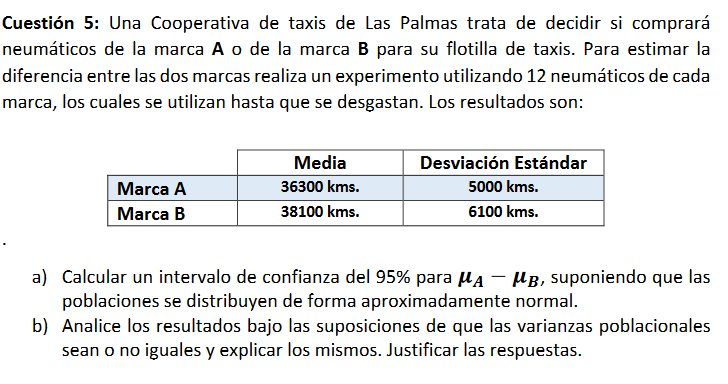 Cuestión 5: Una Cooperativa de taxis de Las Palmas trata de decidir si comprará
neumáticos de la marca A o de la marca B para su flotilla de taxis. Para estimar la
diferencia entre las dos marcas realiza un experimento utilizando 12 neumáticos de cada
marca, los cuales se utilizan hasta que se desgastan. Los resultados son:
Media Desviación Estándar
Marca A 36300 kms. 5000 kms.
Marca B 38100 kms. 6100 kms.
.
a) Calcular un intervalo de confianza del 95% para μA − μB, suponiendo que las
poblaciones se distribuyen de forma aproximadamente normal.
b) Analice los resultados bajo las suposiciones de que las varianzas poblacionales
sean o no iguales y explicar los mismos. Justificar las respuestas.